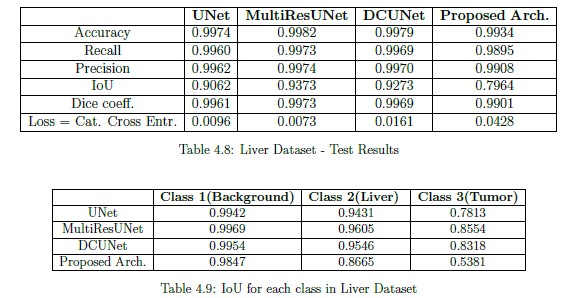 UNet MultiResUNet DCUNet Proposed Arch.
Accuracy 0.9974 0.9982 0.9979 0.9934
Recall 0.9960 0.9973 0.9969 0.9895
Precision 0.9962 0.9974 0.9970 0.9908
IoU 0.9062 0.9373 0.9273 0.7964
Dice coeff. 0.9961 0.9973 0.9969 0.9901
Loss = Cat. Cross Entr. 0.0096 0.0073 0.0161 0.0428
Table 4.8: Liver Dataset - Test Results
Class 1(Background) Class 2(Liver) Class 3(Tumor)
UNet 0.9942 0.9431 0.7813
MultiResUNet 0.9969 0.9605 0.8554
DCUNet 0.9954 0.9546 0.8318
Proposed Arch. 0.9847 0.8665 0.5381
Table 4.9: IoU for each class in Liver Dataset